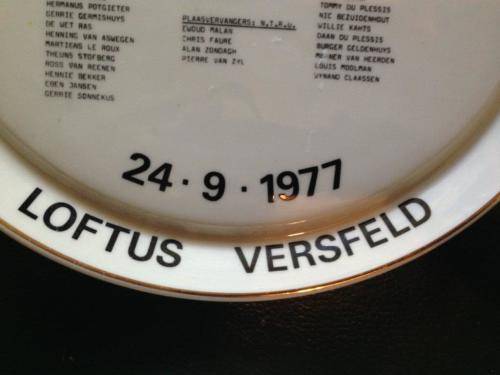 HERMANUS POTGIETER
GERRIE GERMISHUYS
DE WET RAS
HENNING VAN ASWEGEN
MARTIENS LE ROUX
THEUNS STOFBERG
ROSS VAN REENEN
HENNIE BEKKER
EBEN JANSEN
GERRIE SONNEKUS
PLAASVERVANGERS: N.T.R.U.
EWOUD MALAN
CHRIS FAURE
ALAN ZONDAGH
PIERRE VAN ZYL
TOMMY DU PLESSIS
NIC BEZUIDENHOUT
WILLIE KAHTS
DAAN DU PLESSIS
BURGER GELDENHUYS
VAN HEERDEN
LOUIS MOOLMAN
WYNAND CLAASSEN
24·9·1977
LOFTUS VERSFELD